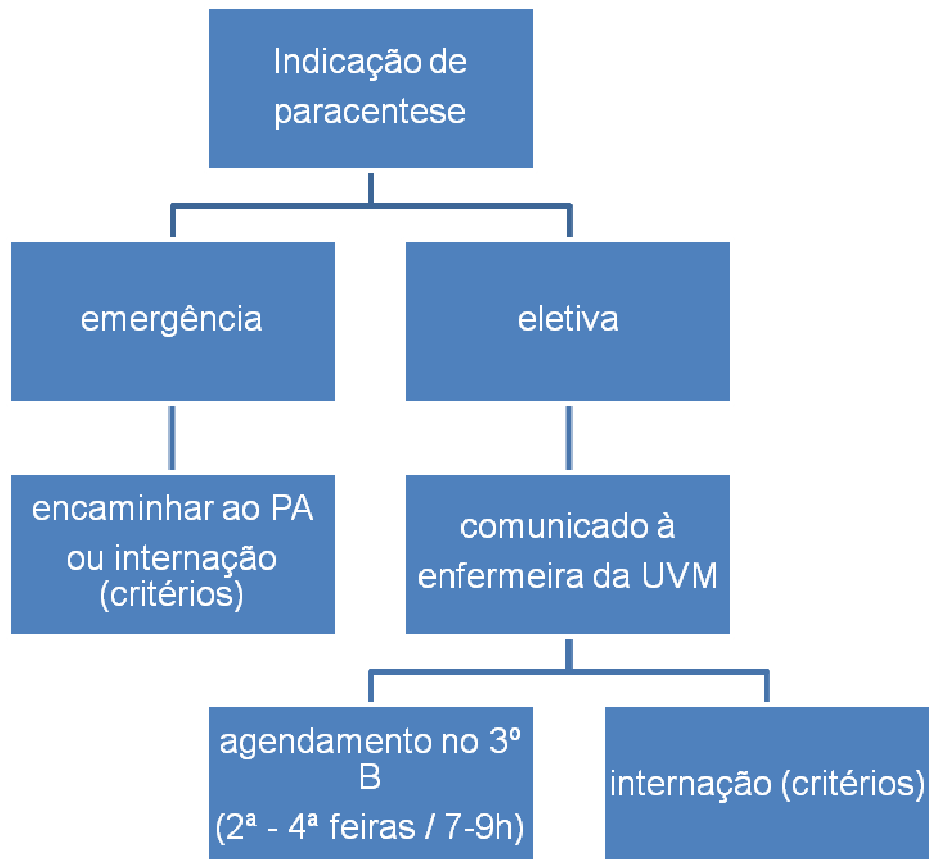 Indicação de
paracentese
emergência
eletiva
encaminhar ao PA
ou internação
(critérios)
comunicado à
enfermeira da UVM
agendamento no 3º
B
(2ª - 4ª feiras / 7-9h)
internação (critérios)